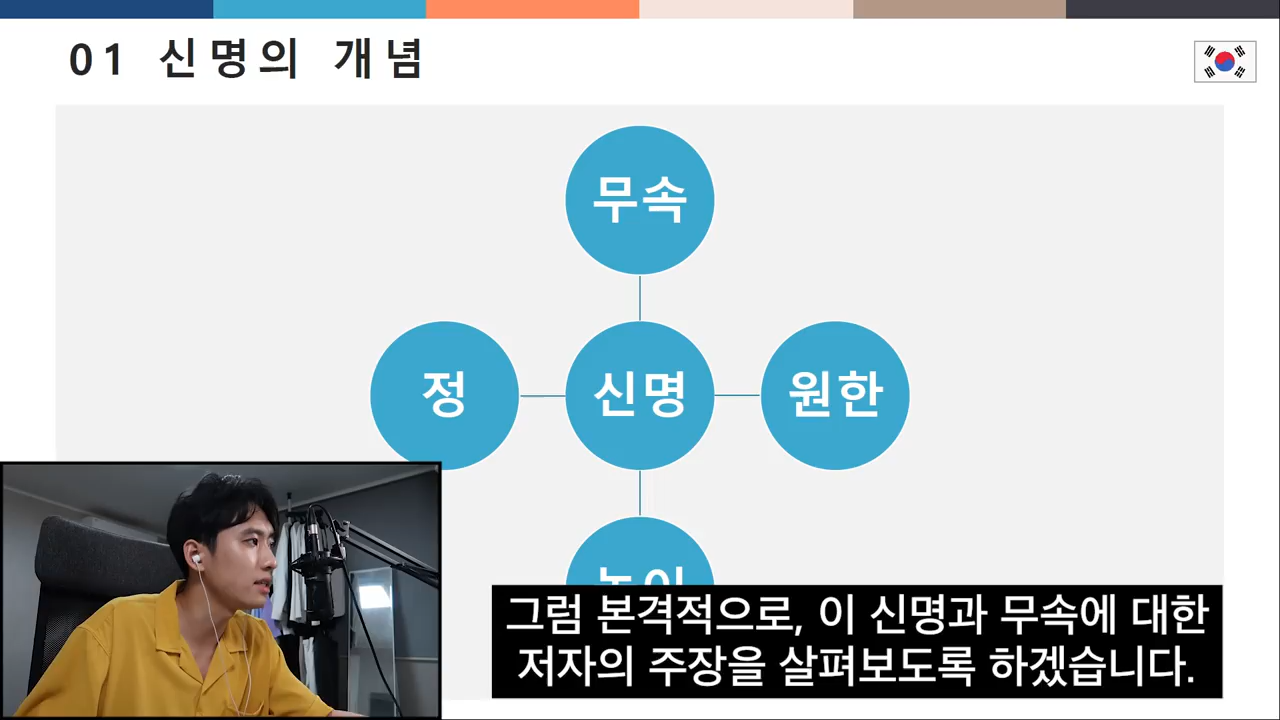 01 신명의 개념
무속
정
신명
원한
그럼 본격적으로, 이 신명과 무속에 대한
저자의 주장을 살펴보도록 하겠습니다.